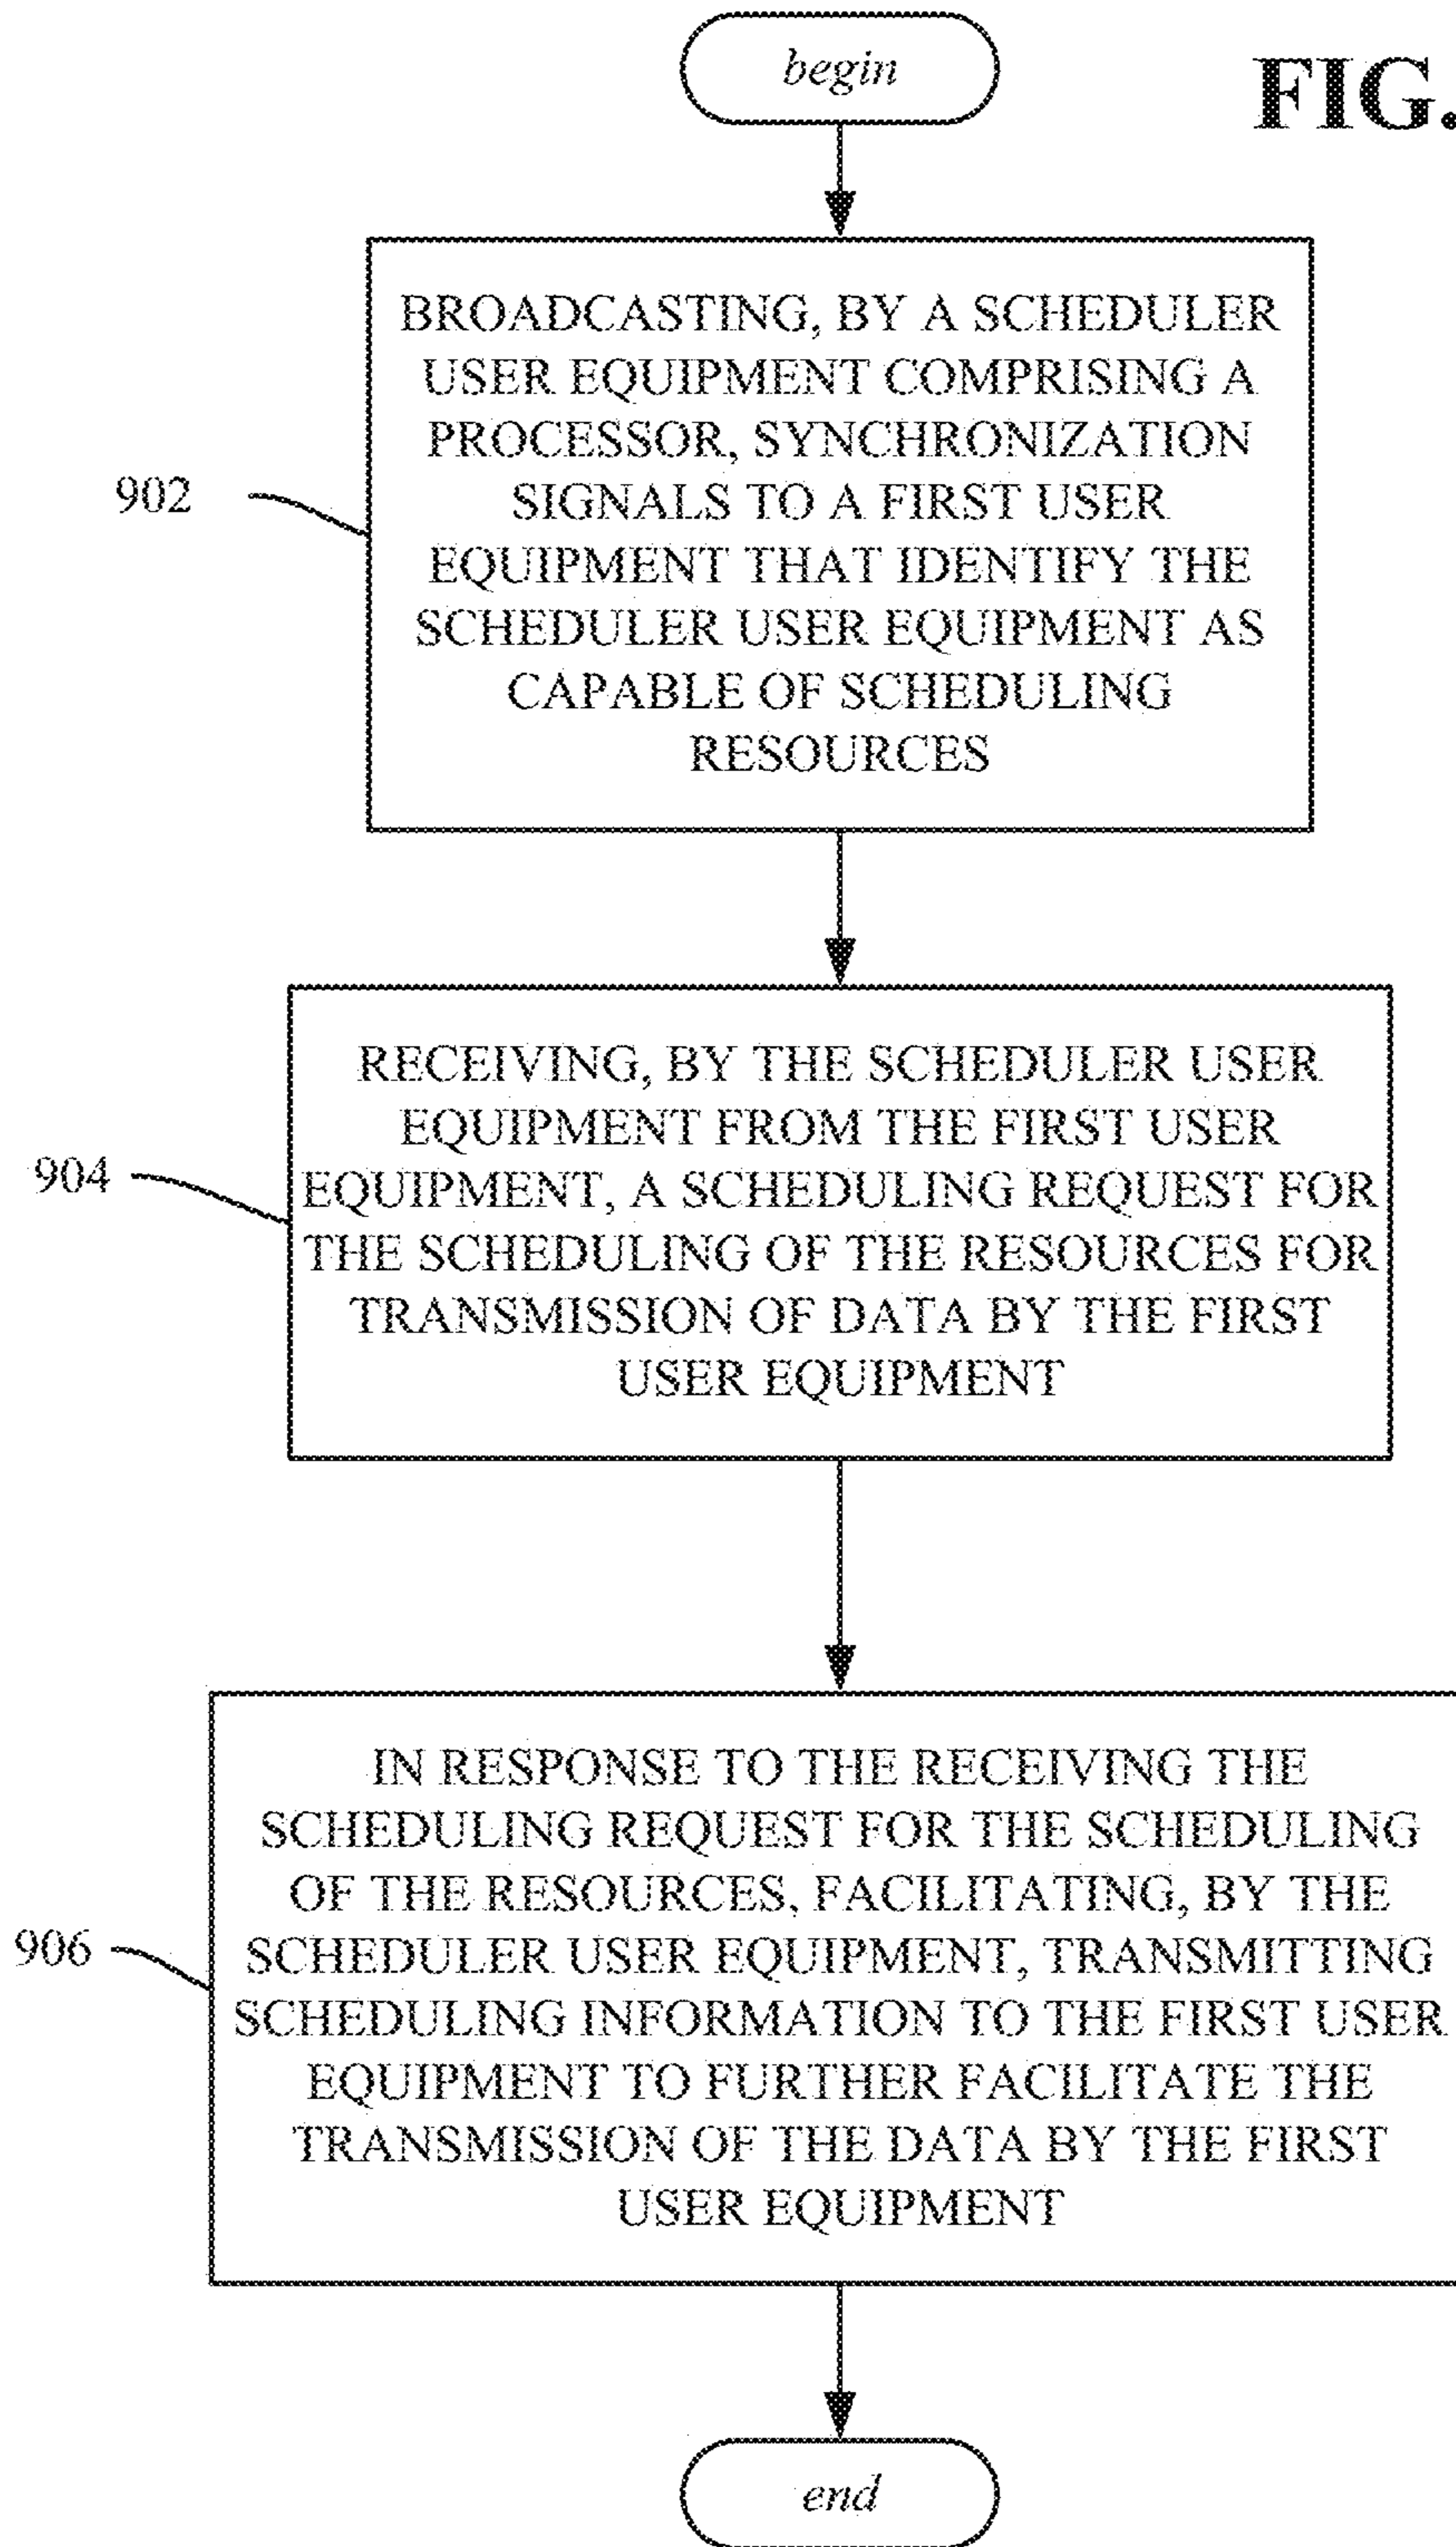 begin
FIG.
BROADCASTING, BY A SCHEDULER
USER EQUIPMENT COMPRISING A
PROCESSOR, SYNCHRONIZATION
SIGNALS TO A FIRST USER
EQUIPMENT THAT IDENTIFY THE
SCHEDULER USER EQUIPMENT AS
CAPABLE OF SCHEDULING
RESOURCES
902
RECEIVING, BY THE SCHEDULER USER
EQUIPMENT FROM THE FIRST USER
EQUIPMENT, A SCHEDULING REQUEST FOR
THE SCHEDULING OF THE RESOURCES FOR
TRANSMISSION OF DATA BY THE FIRST
USER EQUIPMENT
904
IN RESPONSE TO THE RECEIVING THE
SCHEDULING REQUEST FOR THE SCHEDULING
OF THE RESOURCES, FACILITATING, BY THE
SCHEDULER USER EQUIPMENT, TRANSMITTING
SCHEDULING INFORMATION TO THE FIRST USER
EQUIPMENT TO FURTHER FACILITATE THE
TRANSMISSION OF THE DATA BY THE FIRST
USER EQUIPMENT
906
end